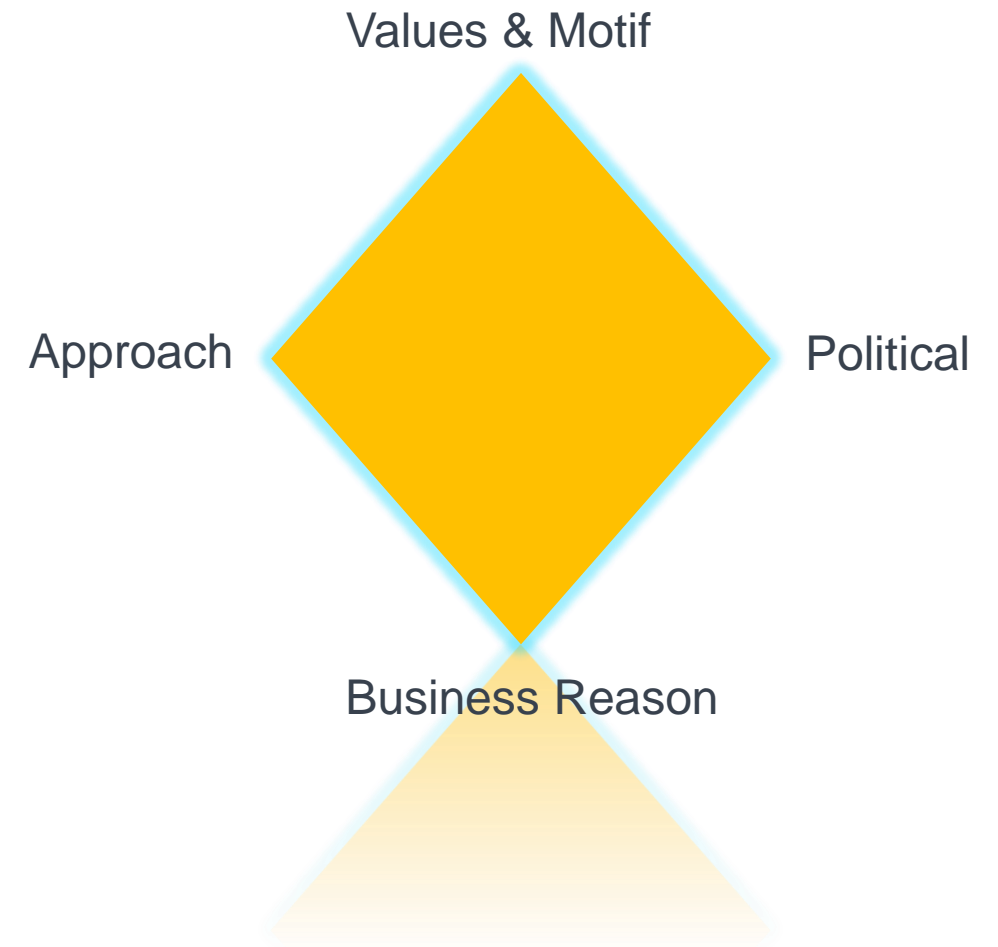 Values & Motif
Approach
Political
Business Reason